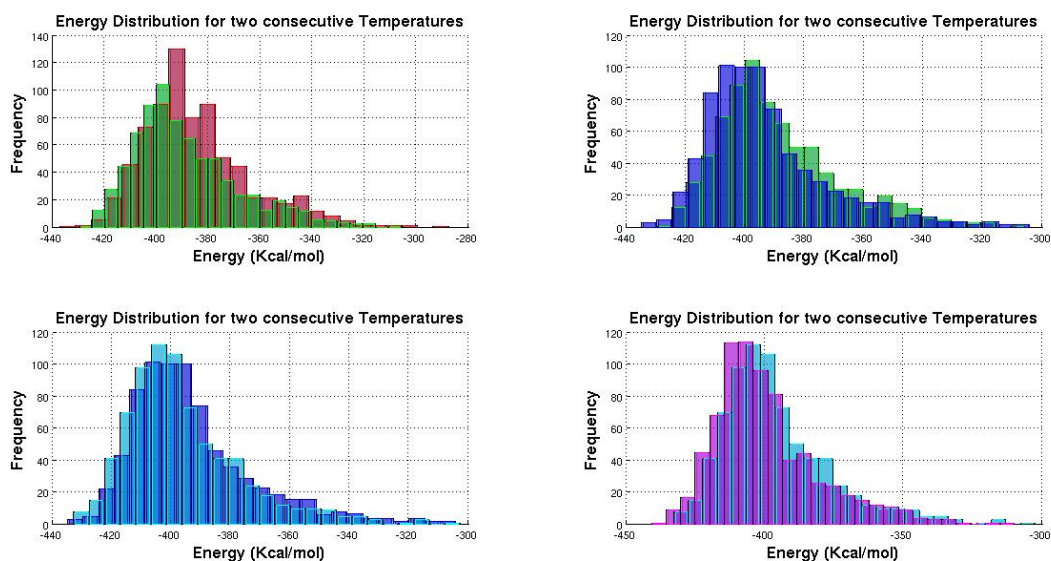 Energy Distribution for two consecutive Temperatures
Frequency
140
120
100
80
60
40
20
0
-440 -420 -400 -380 -360 -340 -320 -300 -280
Energy (Kcal/mol)
Energy Distribution for two consecutive Temperatures
Frequency
120
100
80
60
40
20
0
-440 -420 -400 -380 -360 -340 -320 -300
Energy (Kcal/mol)
Energy Distribution for two consecutive Temperatures
Frequency
120
100
80
60
40
20
0
-440 -420 -400 -380 -360 -340 -320 -300
Energy (Kcal/mol)
Energy Distribution for two consecutive Temperatures
Frequency
120
100
80
60
40
20
0
-450 -400 -350 -300
Energy (Kcal/mol)